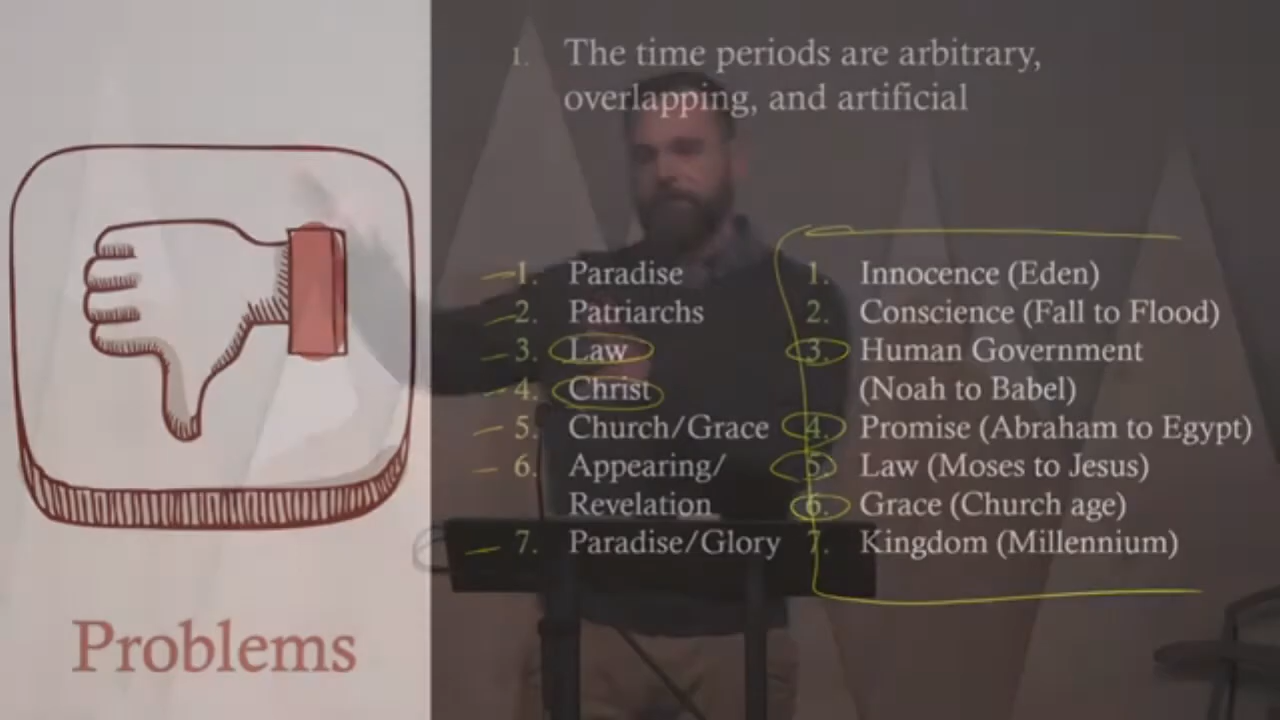 1. The time periods are arbitrary,
overlapping, and artificial
1. Paradise
2. Patriarchs
3. Law
4. Christ
5. Church/Grace
6. Appearing/
Revelation
7. Paradise/Glory
1. Innocence (Eden)
2. Conscience (Fall to Flood)
3. Human Government
(Noah to Babel)
4. Promise (Abraham to Egypt)
5. Law (Moses to Jesus)
6. Grace (Church age)
7. Kingdom (Millennium)
Problems